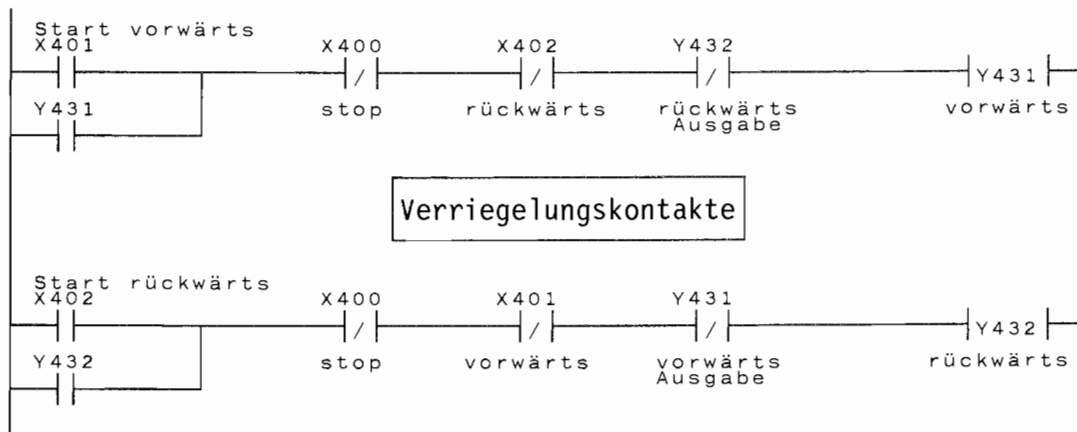 Start vorwärts
X401 X400 X402 Y432
Y431
stop rückwärts rückwärts vorwärts
Ausgabe
Y431
Verriegelungskontakte
Start rückwärts
X402 X400 X401 Y431
Y432
stop vorwärts vorwärts rückwärts
Ausgabe
Y432